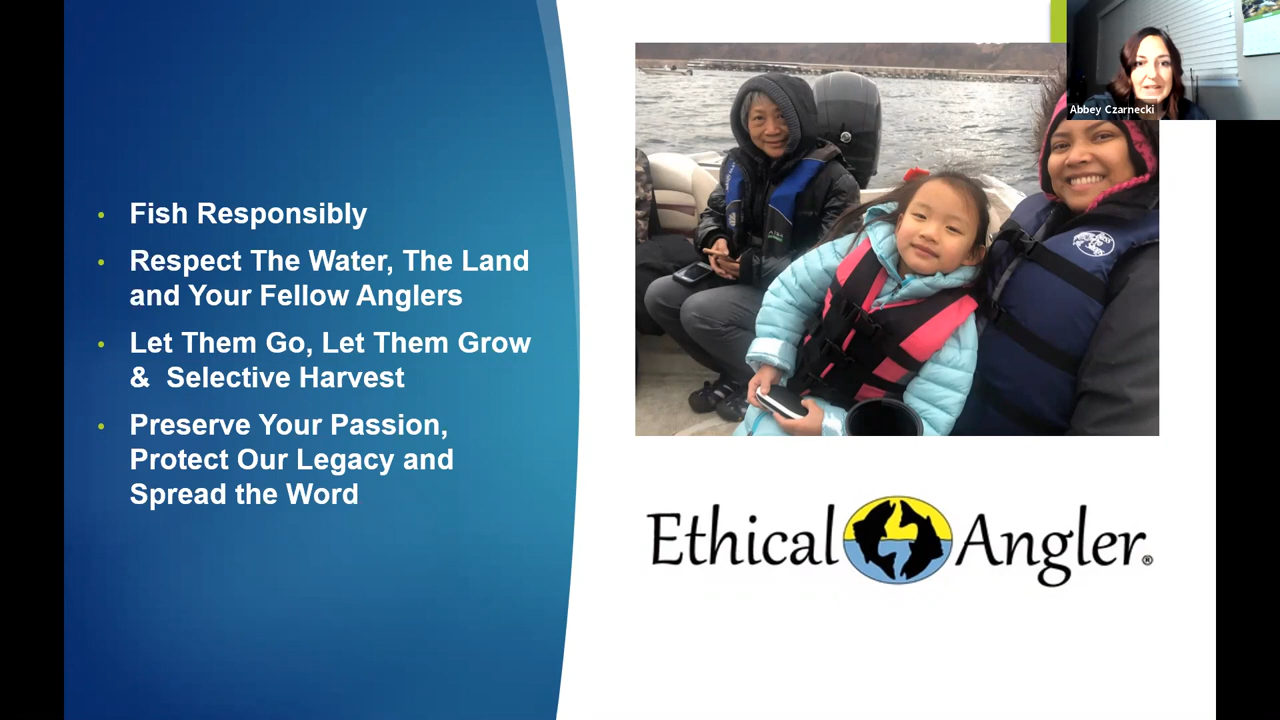 Fish Responsibly
Respect The Water, The Land
and Your Fellow Anglers
Let Them Go, Let Them Grow
& Selective Harvest
Preserve Your Passion,
Protect Our Legacy and
Spread the Word
Abbey Czarnecki
Ethical Angler®